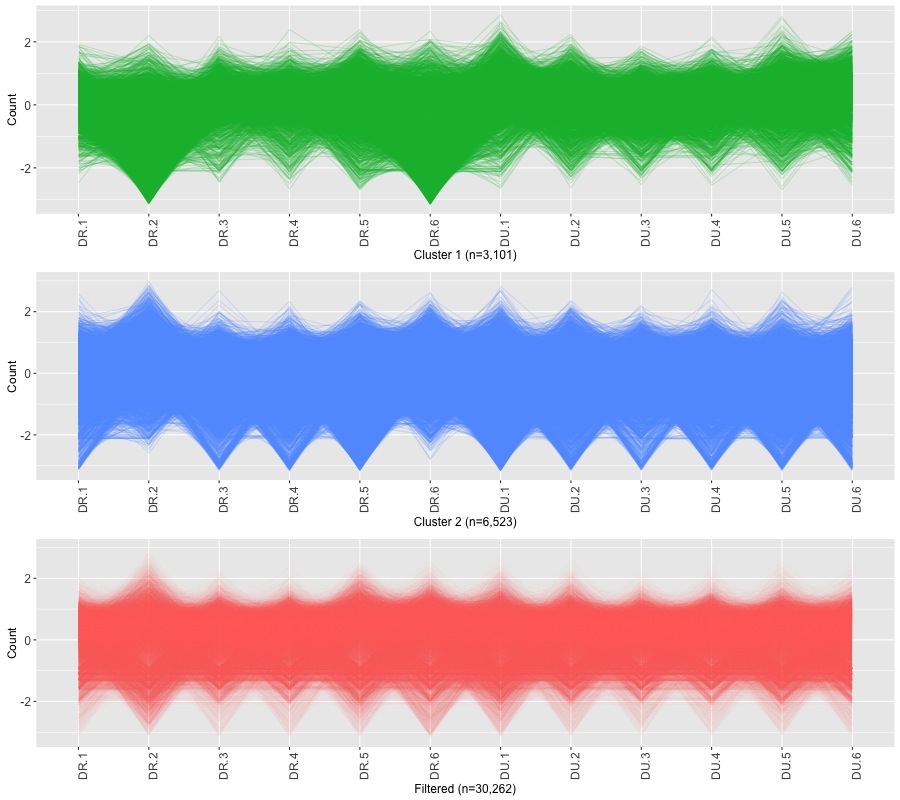 Count
2
0
-2
DR.1 DR.2 DR.3 DR.4 DR.5 DR.6 DU.1 DU.2 DU.3 DU.4 DU.5 DU.6
Cluster 1 (n=3,101)
Count
2
0
-2
DR.1 DR.2 DR.3 DR.4 DR.5 DR.6 DU.1 DU.2 DU.3 DU.4 DU.5 DU.6
Cluster 2 (n=6,523)
Count
2
0
-2
DR.1 DR.2 DR.3 DR.4 DR.5 DR.6 DU.1 DU.2 DU.3 DU.4 DU.5 DU.6
Filtered (n=30,262)